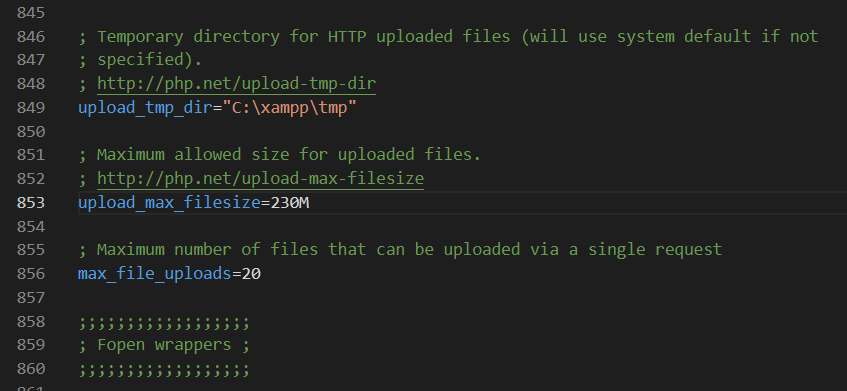 845
846 ; Temporary directory for HTTP uploaded files (will use system default if not
847 ; specified).
848 ; http://php.net/upload-tmp-dir
849 upload_tmp_dir="C:\xampp\tmp"
850
851 ; Maximum allowed size for uploaded files.
852 ; http://php.net/upload-max-filesize
853 upload_max_filesize=230M
854
855 ; Maximum number of files that can be uploaded via a single request
856 max_file_uploads=20
857
858 ;;;;;;;;;;;;;;;;;;
859 ; Fopen wrappers ;
860 ;;;;;;;;;;;;;;;;;;
861